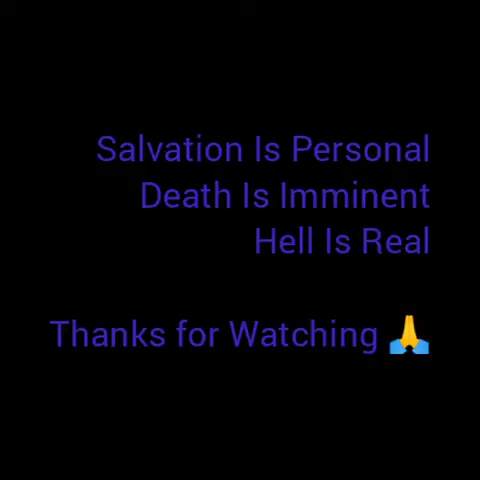 Salvation Is Personal
Death Is Imminent
Hell Is Real
Thanks for Watching 🙏